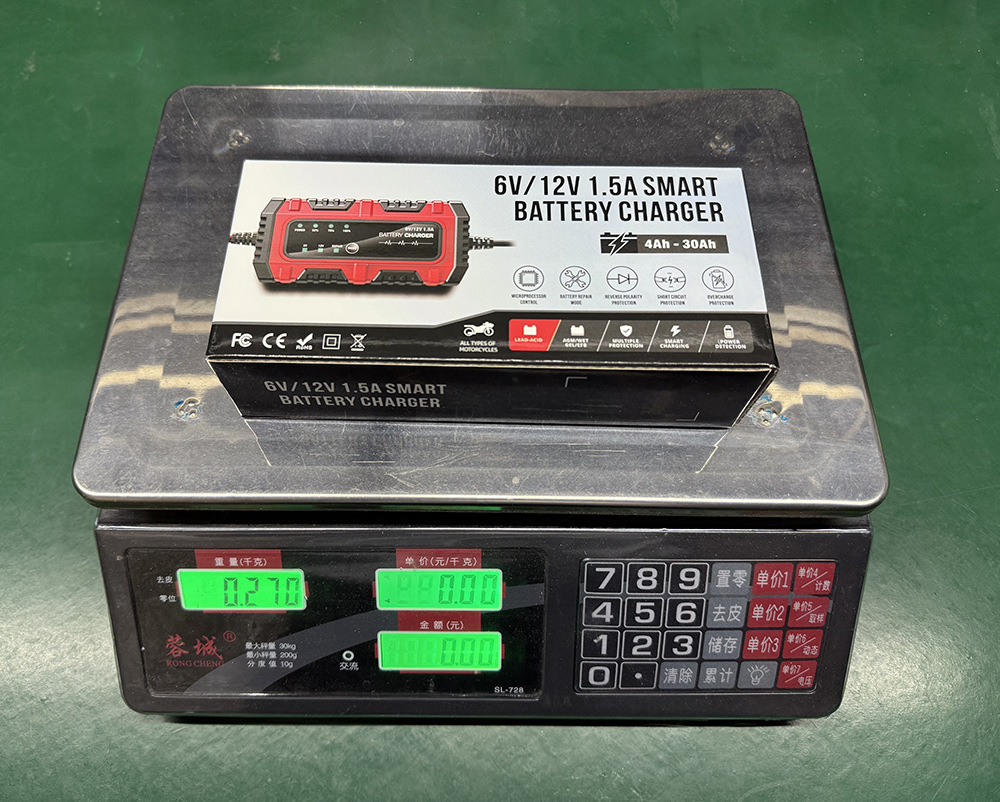 6V/12V 1.5A SMART
BATTERY CHARGER
4Ah - 30Ah
6V/12V 1.5A
BATTERY CHARGER
MICROPROCESSOR
CONTROL
BATTERY REPAIR
MODE
REVERSE POLARITY
PROTECTION
SHORT CIRCUIT
PROTECTION
OVERCHARGE
PROTECTION
FC CE RoHS
ALL TYPES OF
MOTORCYCLES
LEAD-ACID
AGM/WET
GEL/EFB
MULTIPLE
PROTECTION
SMART
CHARGING
POWER
DETECTION
6V/12V 1.5A SMART
BATTERY CHARGER
重量(千克)
单价(元/千克)
去皮
零位
0.270
0.00
金额(元)
0.00
蓉城®
RONG CHENG
最大秤量 30kg
最小秤量 200g
分度值 10g
交流
SL-728
7 8 9 置零 单价1 单价4/计数
4 5 6 去皮 单价2 单价5/取样
1 2 3 储存 单价3 单价6/动态
0 . 清除 累计 单价7/电压